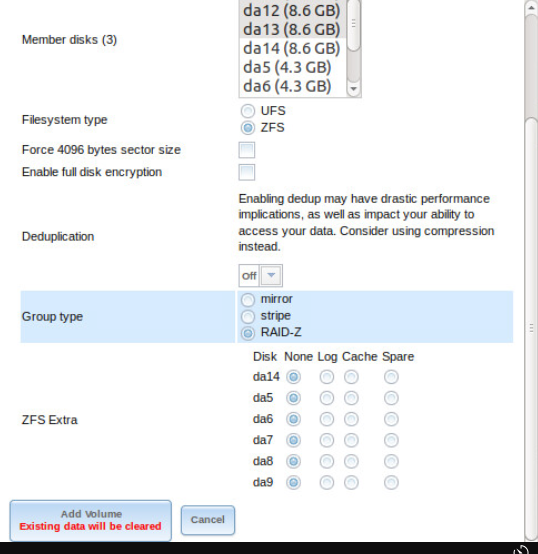 da12 (8.6 GB)
Member disks (3)
da13 (8.6 GB)
da14 (8.6 GB)
da5 (4.3 GB)
da6 (4.3 GB)
Filesystem type
UFS
ZFS
Force 4096 bytes sector size
Enable full disk encryption
Deduplication
Enabling dedup may have drastic performance
implications, as well as impact your ability to
access your data. Consider using compression
instead.
Off
Group type
mirror
stripe
RAID-Z
ZFS Extra
Disk None Log Cache Spare
da14
da5
da6
da7
da8
da9
Add Volume
Existing data will be cleared
Cancel